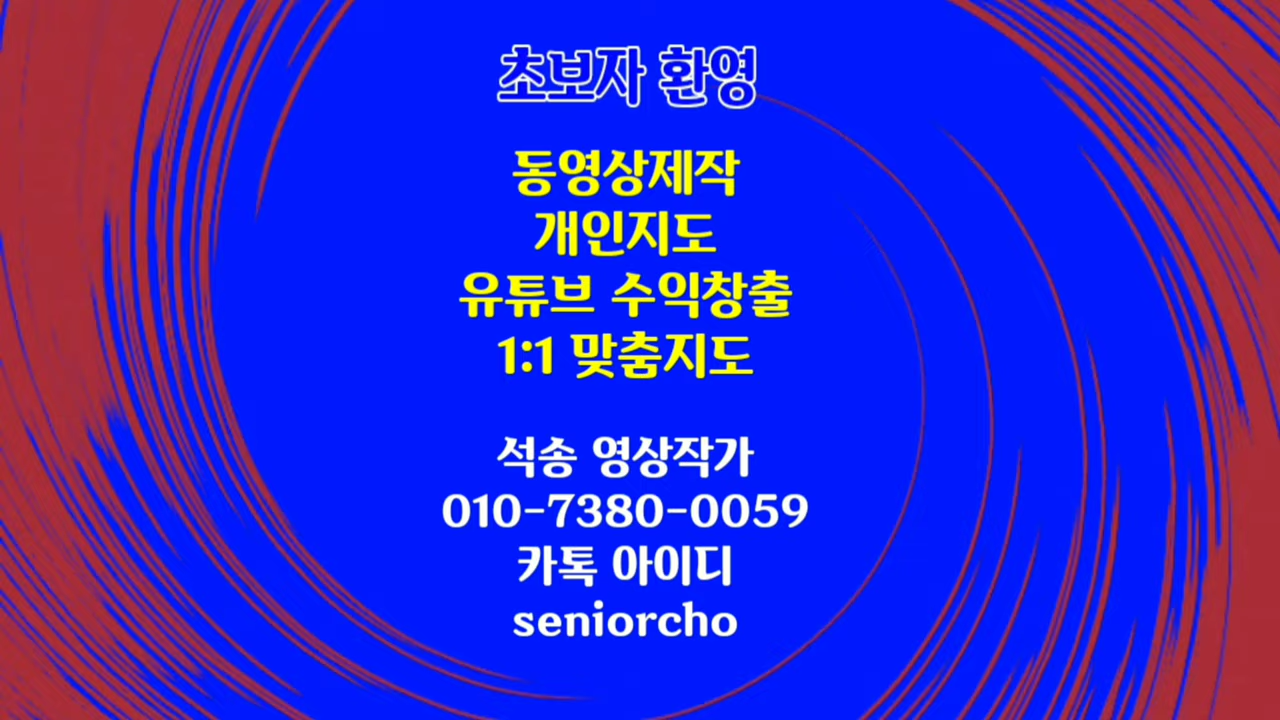 초보자 환영
동영상제작
개인지도
유튜브 수익창출
1:1 맞춤지도
석송 영상작가
010-7380-0059
카톡 아이디
seniorcho